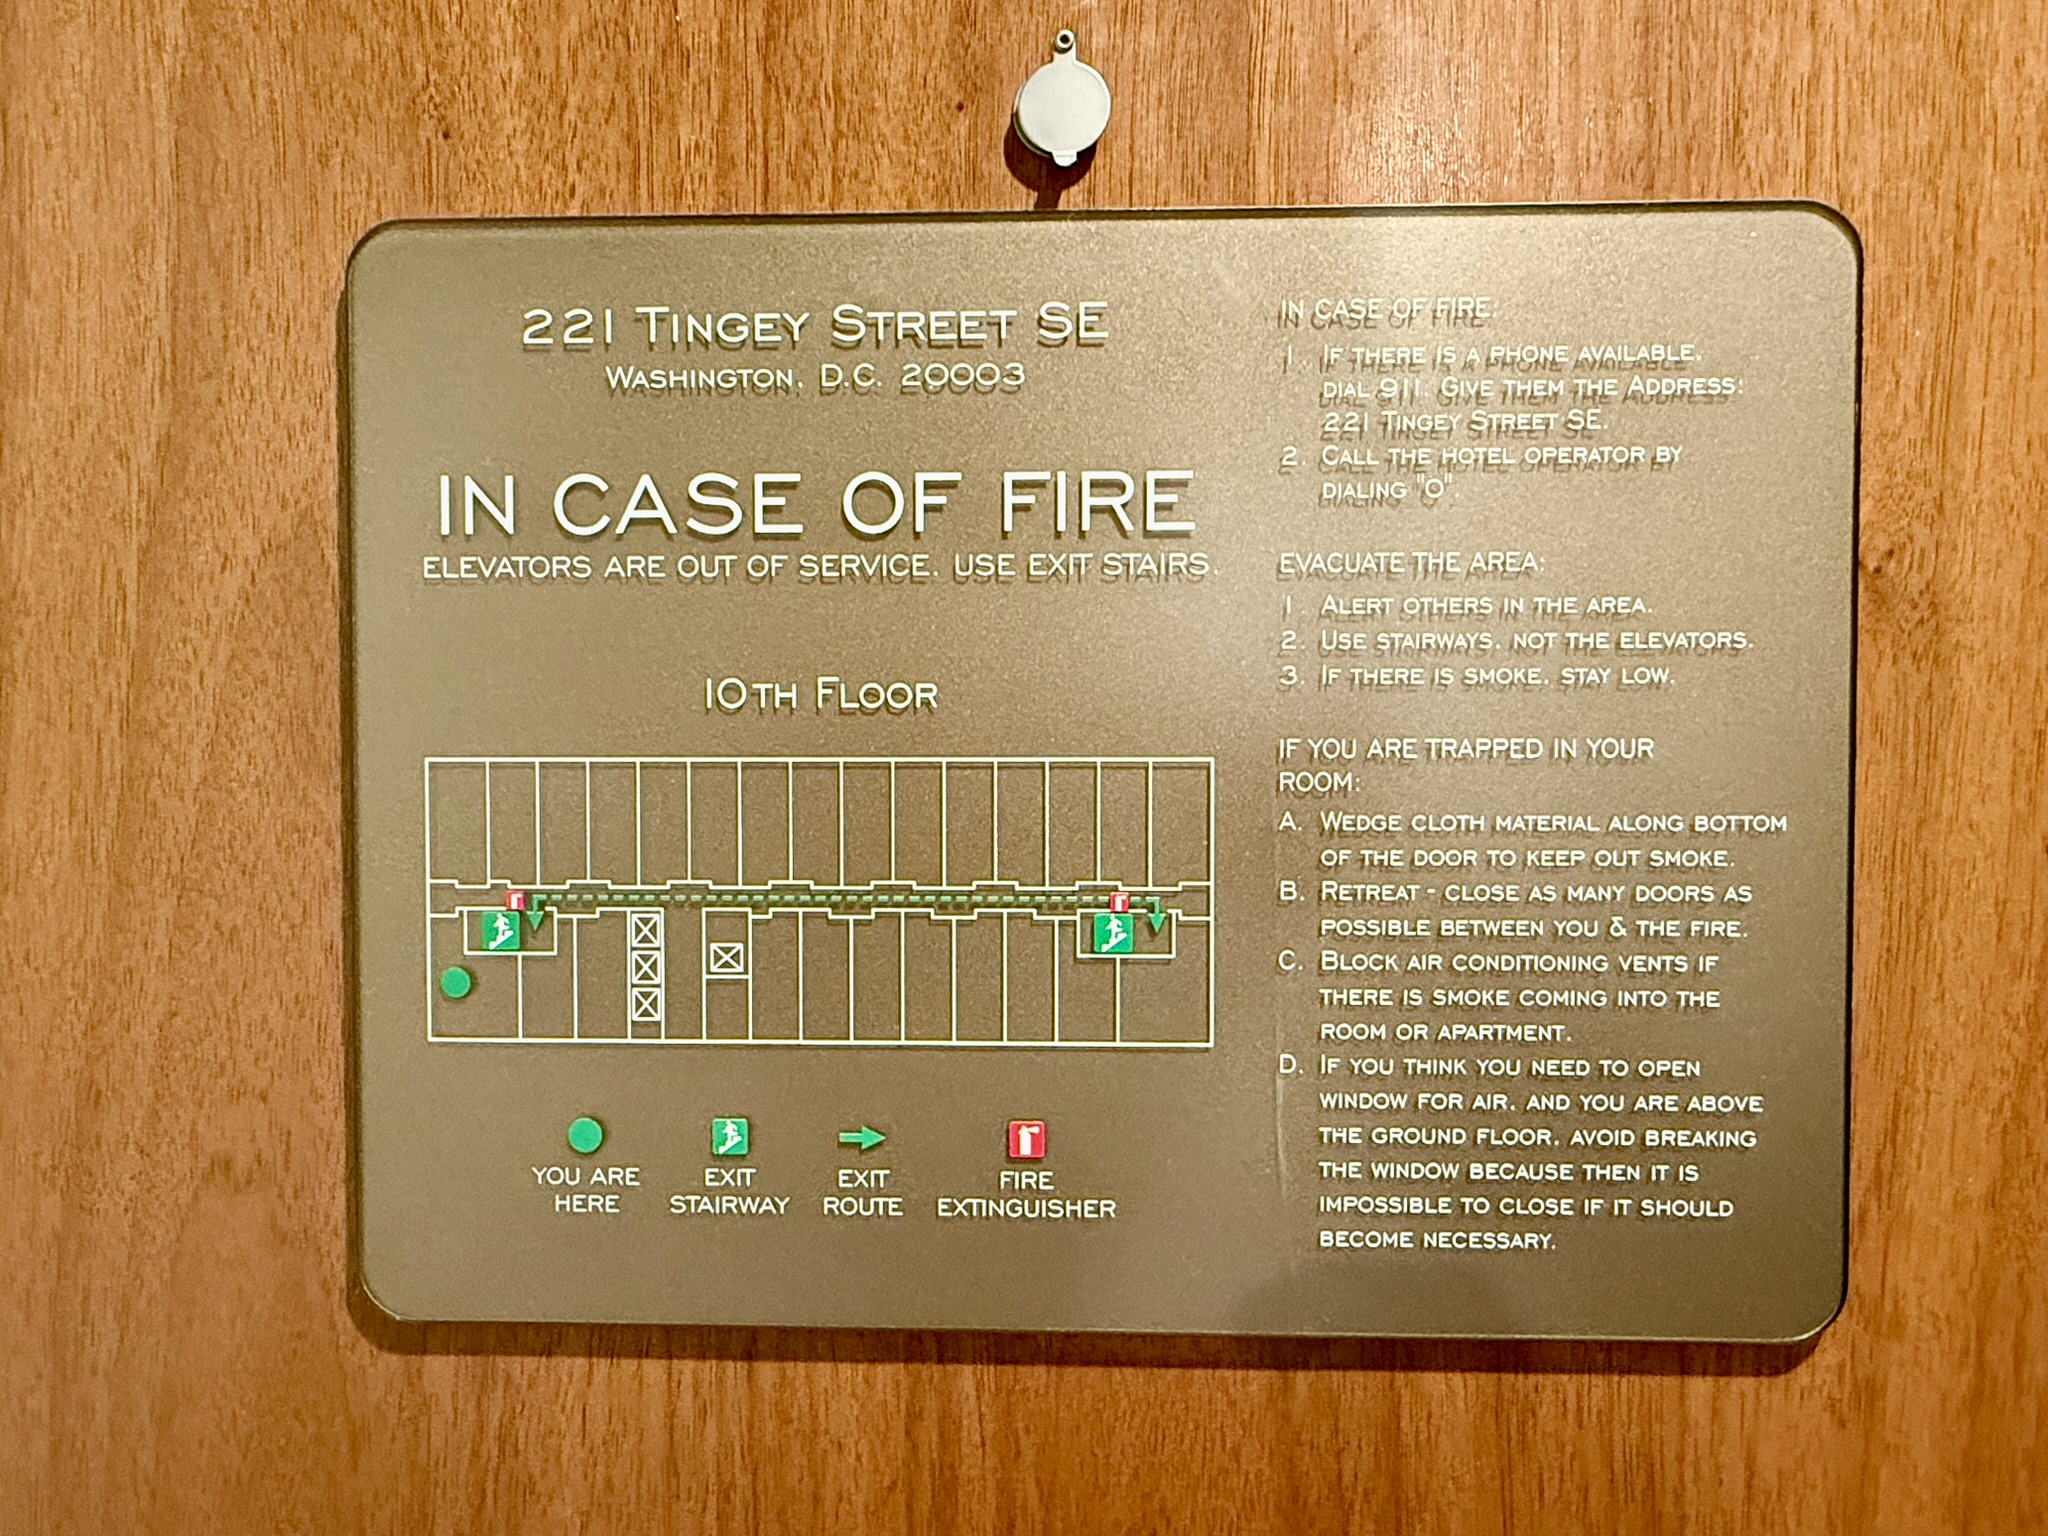 221 TINGEY STREET SE
WASHINGTON, D.C. 20003
IN CASE OF FIRE
ELEVATORS ARE OUT OF SERVICE. USE EXIT STAIRS.
10TH FLOOR
YOU ARE
HERE
EXIT
STAIRWAY
EXIT
ROUTE
FIRE
EXTINGUISHER
IN CASE OF FIRE:
1. IF THERE IS A PHONE AVAILABLE,
DIAL 911. GIVE THEM THE ADDRESS:
221 TINGEY STREET SE.
2. CALL THE HOTEL OPERATOR BY
DIALING "O".
EVACUATE THE AREA:
1. ALERT OTHERS IN THE AREA.
2. USE STAIRWAYS, NOT THE ELEVATORS.
3. IF THERE IS SMOKE, STAY LOW.
IF YOU ARE TRAPPED IN YOUR
ROOM:
A. WEDGE CLOTH MATERIAL ALONG BOTTOM
OF THE DOOR TO KEEP OUT SMOKE.
B. RETREAT - CLOSE AS MANY DOORS AS
POSSIBLE BETWEEN YOU & THE FIRE.
C. BLOCK AIR CONDITIONING VENTS IF
THERE IS SMOKE COMING INTO THE
ROOM OR APARTMENT.
D. IF YOU THINK YOU NEED TO OPEN
WINDOW FOR AIR, AND YOU ARE ABOVE
THE GROUND FLOOR, AVOID BREAKING
THE WINDOW BECAUSE THEN IT IS
IMPOSSIBLE TO CLOSE IF IT SHOULD
BECOME NECESSARY.